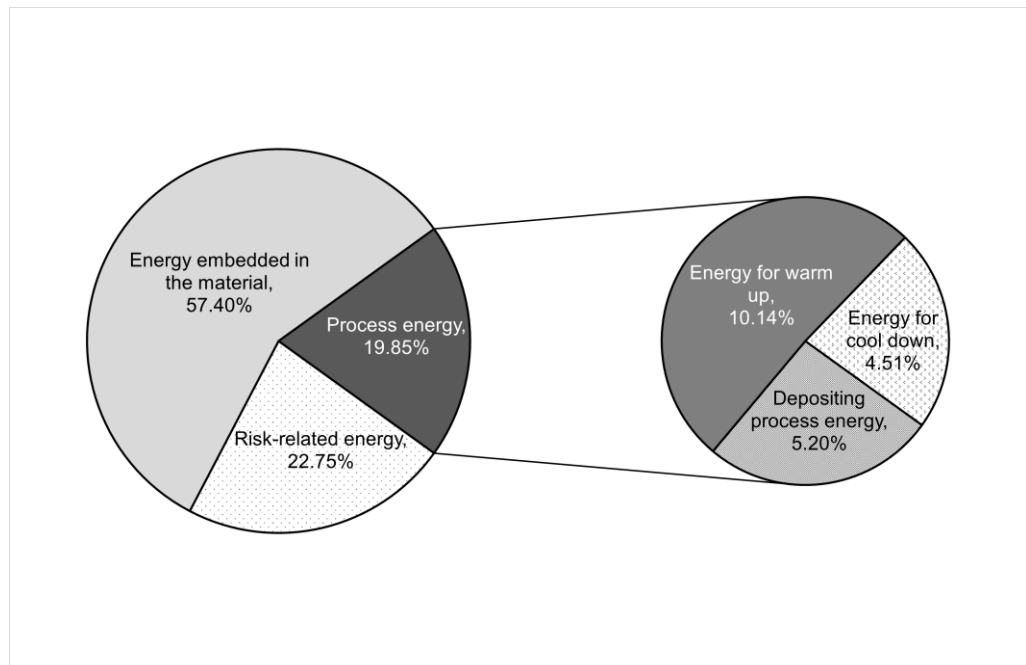 Energy embedded in
the material,
57.40%
Process energy,
19.85%
Risk-related energy,
22.75%
Energy for warm
up,
10.14%
Energy for
cool down,
4.51%
Depositing
process energy,
5.20%